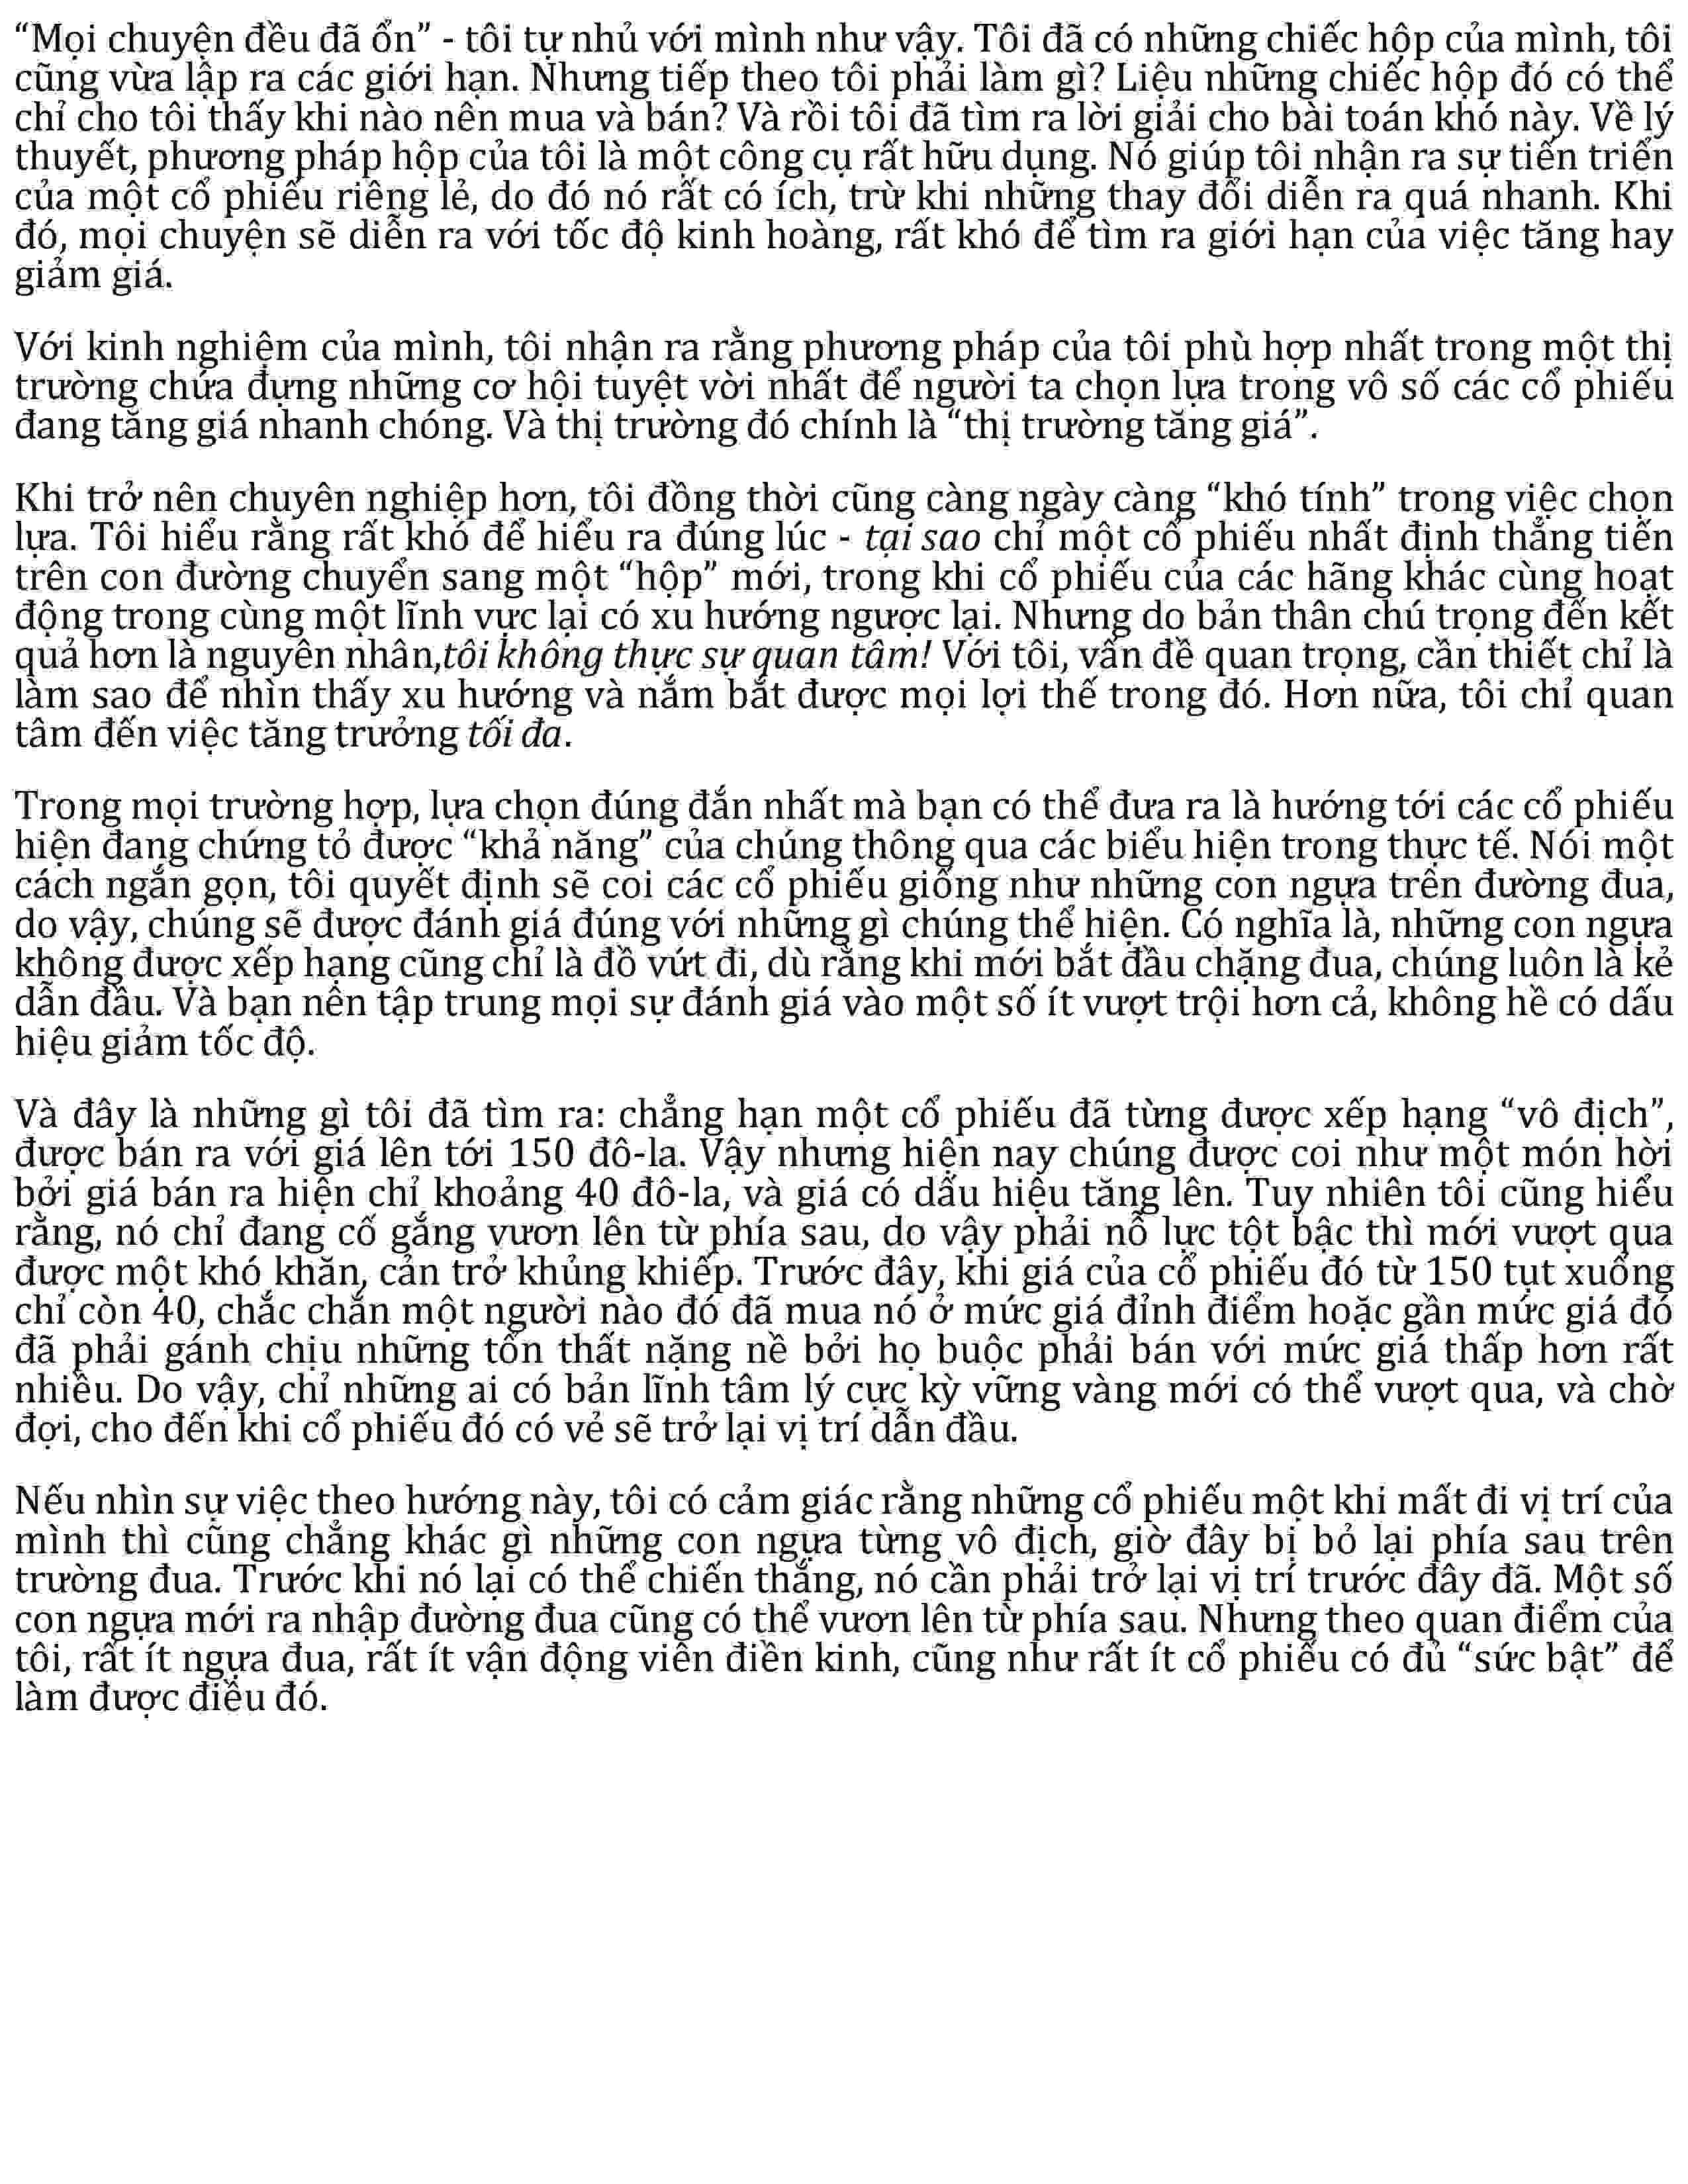 “Mọi chuyện đều đã ổn” - tôi tự nhủ với mình như vậy. Tôi đã có những chiếc hộp của mình, tôi
cũng vừa lập ra các giới hạn. Nhưng tiếp theo tôi phải làm gì? Liệu những chiếc hộp đó có thể
chỉ cho tôi thấy khi nào nên mua và bán? Và rồi tôi đã tìm ra lời giải cho bài toán khó này. Về lý
thuyết, phương pháp hộp của tôi là một công cụ rất hữu dụng. Nó giúp tôi nhận ra sự tiến triển
của một cổ phiếu riêng lẻ, do đó nó rất có ích, trừ khi những thay đổi diễn ra quá nhanh. Khi
đó, mọi chuyện sẽ diễn ra với tốc độ kinh hoàng, rất khó để tìm ra giới hạn của việc tăng hay
giảm giá.
Với kinh nghiệm của mình, tôi nhận ra rằng phương pháp của tôi phù hợp nhất trong một thị
trường chứa đựng những cơ hội tuyệt vời nhất để người ta chọn lựa trong vô số các cổ phiếu
đang tăng giá nhanh chóng. Và thị trường đó chính là “thị trường tăng giá”.
Khi trở nên chuyên nghiệp hơn, tôi đồng thời cũng càng ngày càng “khó tính” trong việc chọn
lựa. Tôi hiểu rằng rất khó để hiểu ra đúng lúc - tại sao chỉ một cổ phiếu nhất định thẳng tiến
trên con đường chuyển sang một “hộp” mới, trong khi cổ phiếu của các hãng khác cùng hoạt
động trong cùng một lĩnh vực lại có xu hướng ngược lại. Nhưng do bản thân chú trọng đến kết
quả hơn là nguyên nhân,tôi không thực sự quan tâm! Với tôi, vấn đề quan trọng, cần thiết chỉ là
làm sao để nhìn thấy xu hướng và nắm bắt được mọi lợi thế trong đó. Hơn nữa, tôi chỉ quan
tâm đến việc tăng trưởng tối đa.
Trong mọi trường hợp, lựa chọn đúng đắn nhất mà bạn có thể đưa ra là hướng tới các cổ phiếu
hiện đang chứng tỏ được “khả năng” của chúng thông qua các biểu hiện trong thực tế. Nói một
cách ngắn gọn, tôi quyết định sẽ coi các cổ phiếu giống như những con ngựa trên đường đua,
do vậy, chúng sẽ được đánh giá đúng với những gì chúng thể hiện. Có nghĩa là, những con ngựa
không được xếp hạng cũng chỉ là đồ vứt đi, dù rằng khi mới bắt đầu chặng đua, chúng luôn là kẻ
dẫn đầu. Và bạn nên tập trung mọi sự đánh giá vào một số ít vượt trội hơn cả, không hề có dấu
hiệu giảm tốc độ.
Và đây là những gì tôi đã tìm ra: chẳng hạn một cổ phiếu đã từng được xếp hạng “vô địch”,
được bán ra với giá lên tới 150 đô-la. Vậy nhưng hiện nay chúng được coi như một món hời
bởi giá bán ra hiện chỉ khoảng 40 đô-la, và giá có dấu hiệu tăng lên. Tuy nhiên tôi cũng hiểu
rằng, nó chỉ đang cố gắng vươn lên từ phía sau, do vậy phải nỗ lực tột bậc thì mới vượt qua
được một khó khăn, cản trở khủng khiếp. Trước đây, khi giá của cổ phiếu đó từ 150 tụt xuống
chỉ còn 40, chắc chắn một người nào đó đã mua nó ở mức giá đỉnh điểm hoặc gần mức giá đó
đã phải gánh chịu những tổn thất nặng nề bởi họ buộc phải bán với mức giá thấp hơn rất
nhiều. Do vậy, chỉ những ai có bản lĩnh tâm lý cực kỳ vững vàng mới có thể vượt qua, và chờ
đợi, cho đến khi cổ phiếu đó có vẻ sẽ trở lại vị trí dẫn đầu.
Nếu nhìn sự việc theo hướng này, tôi có cảm giác rằng những cổ phiếu một khi mất đi vị trí của
mình thì cũng chẳng khác gì những con ngựa từng vô địch, giờ đây bị bỏ lại phía sau trên
trường đua. Trước khi nó lại có thể chiến thắng, nó cần phải trở lại vị trí trước đây đã. Một số
con ngựa mới ra nhập đường đua cũng có thể vươn lên từ phía sau. Nhưng theo quan điểm của
tôi, rất ít ngựa đua, rất ít vận động viên điền kinh, cũng như rất ít cổ phiếu có đủ “sức bật” để
làm được điều đó.